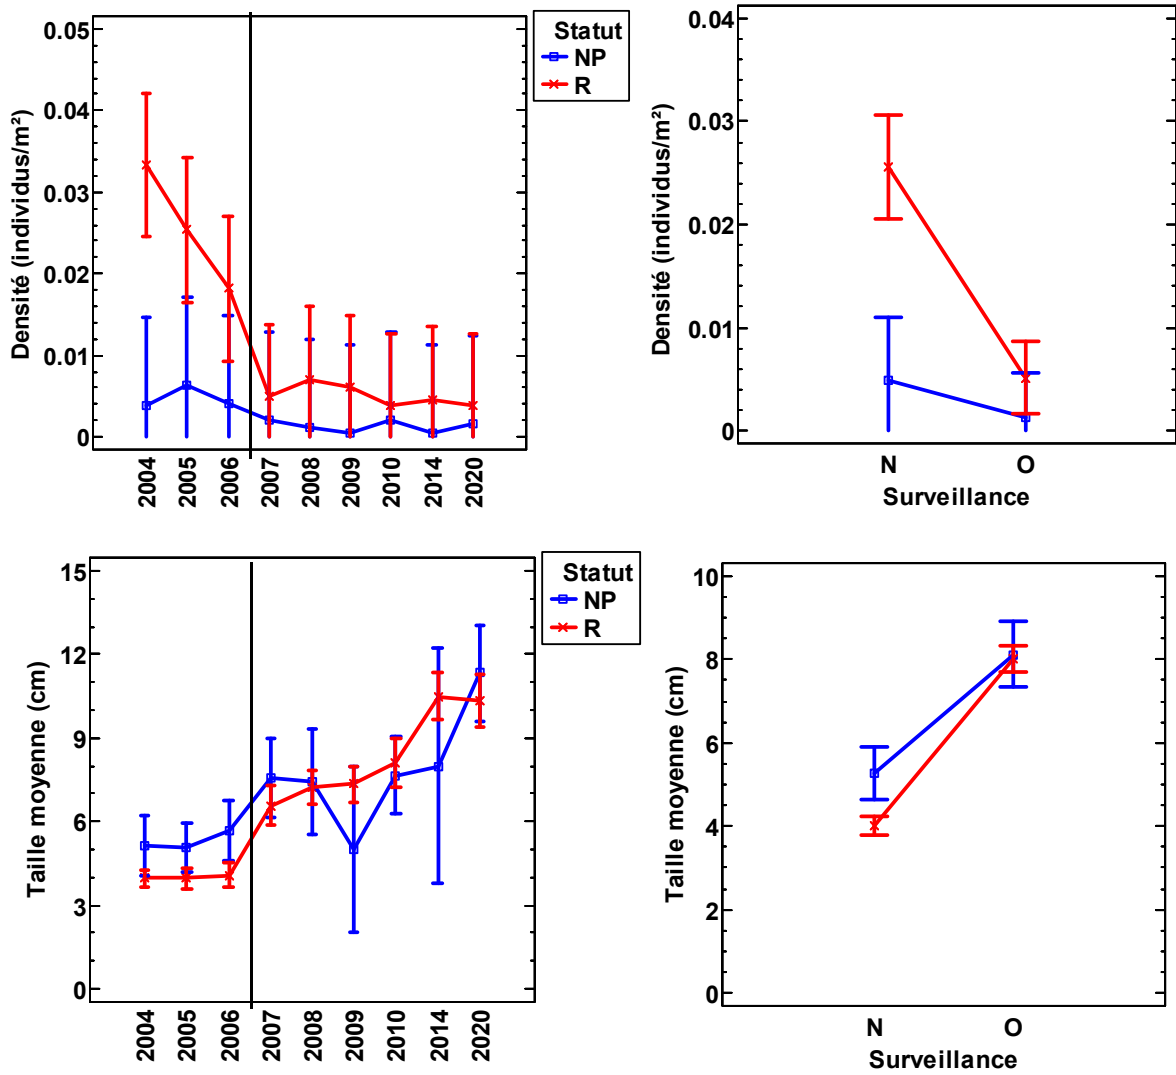 Statut
NP
R
Densité (individus/m²)
0.05
0.04
0.03
0.02
0.01
0
2004
2005
2006
2007
2008
2009
2010
2014
2020
Densité (individus/m²)
0.04
0.03
0.02
0.01
0
N
O
Surveillance
Statut
NP
R
Taille moyenne (cm)
15
12
9
6
3
0
2004
2005
2006
2007
2008
2009
2010
2014
2020
Taille moyenne (cm)
10
8
6
4
2
0
N
O
Surveillance